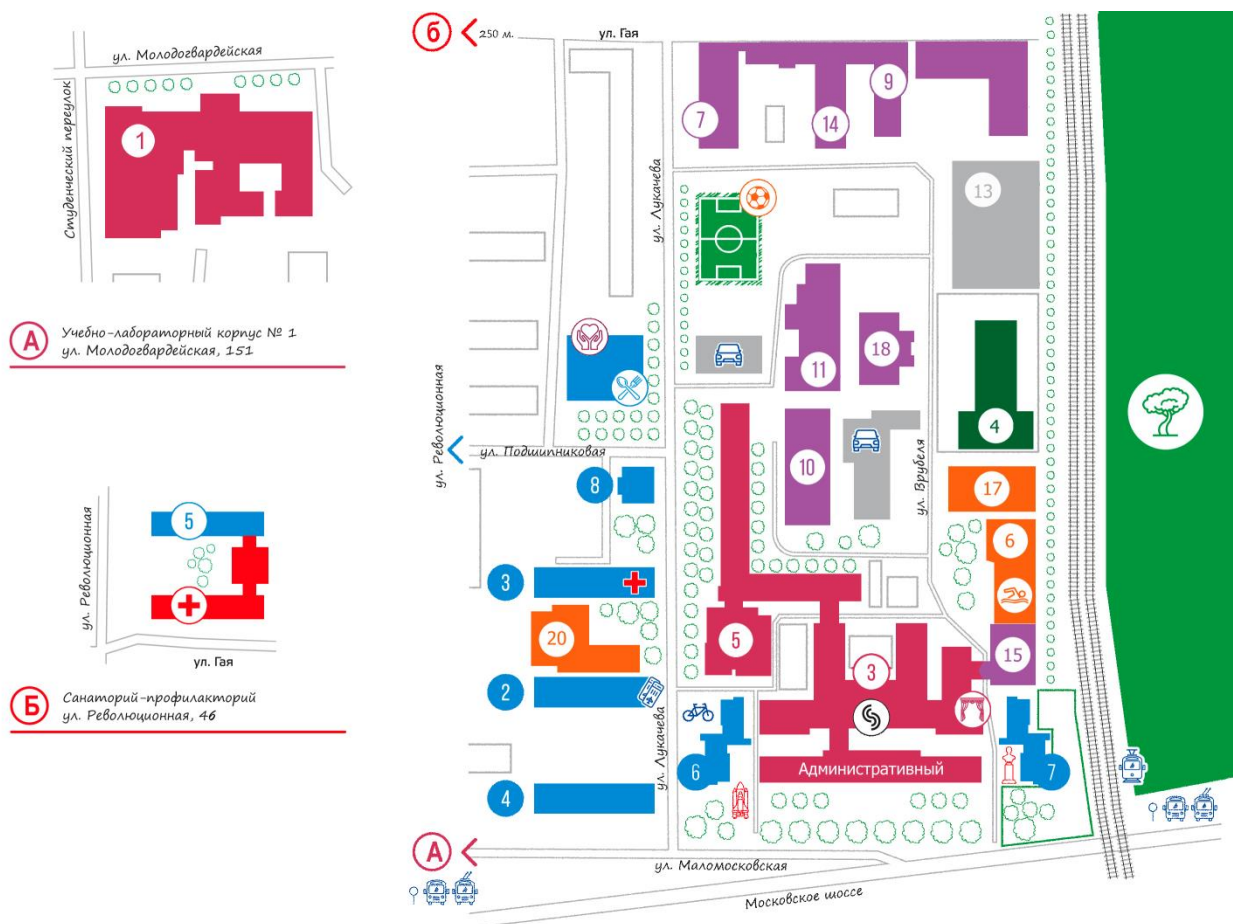 ул. Молодогвардейская
Студенческий переулок
1
А
Учебно-лабораторный корпус № 1
ул. Молодогвардейская, 151
ул. Революционная
5
ул. Гая
Б
Санаторий-профилакторий
ул. Революционная, 46
б
250 м.
ул. Гая
7
14
9
13
ул. Лукачева
11
18
4
ул. Революционная
ул. Подшипниковая
8
10
ул. Врубеля
17
6
3
20
5
3
15
2
ул. Лукачева
6
Административный
7
4
А
ул. Маломосковская
Московское шоссе